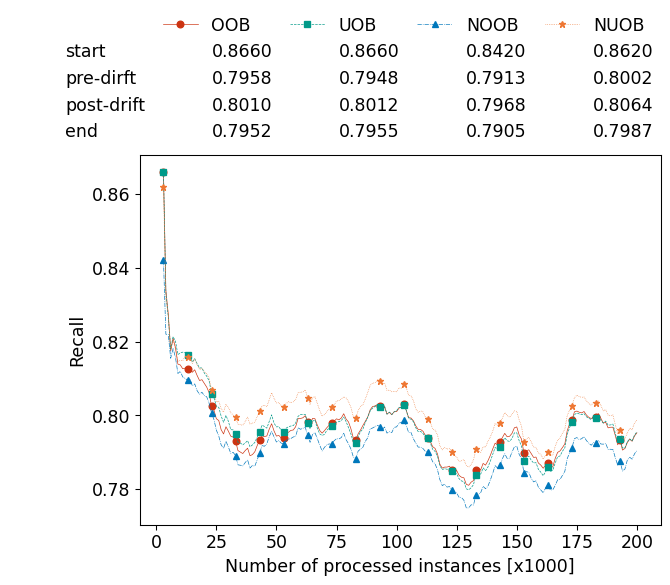 OOB UOB NOOB NUOB
start 0.8660 0.8660 0.8420 0.8620
pre-dirft 0.7958 0.7948 0.7913 0.8002
post-drift 0.8010 0.8012 0.7968 0.8064
end 0.7952 0.7955 0.7905 0.7987
0.86
0.84
0.82
0.80
0.78
Recall
0 25 50 75 100 125 150 175 200
Number of processed instances [x1000]